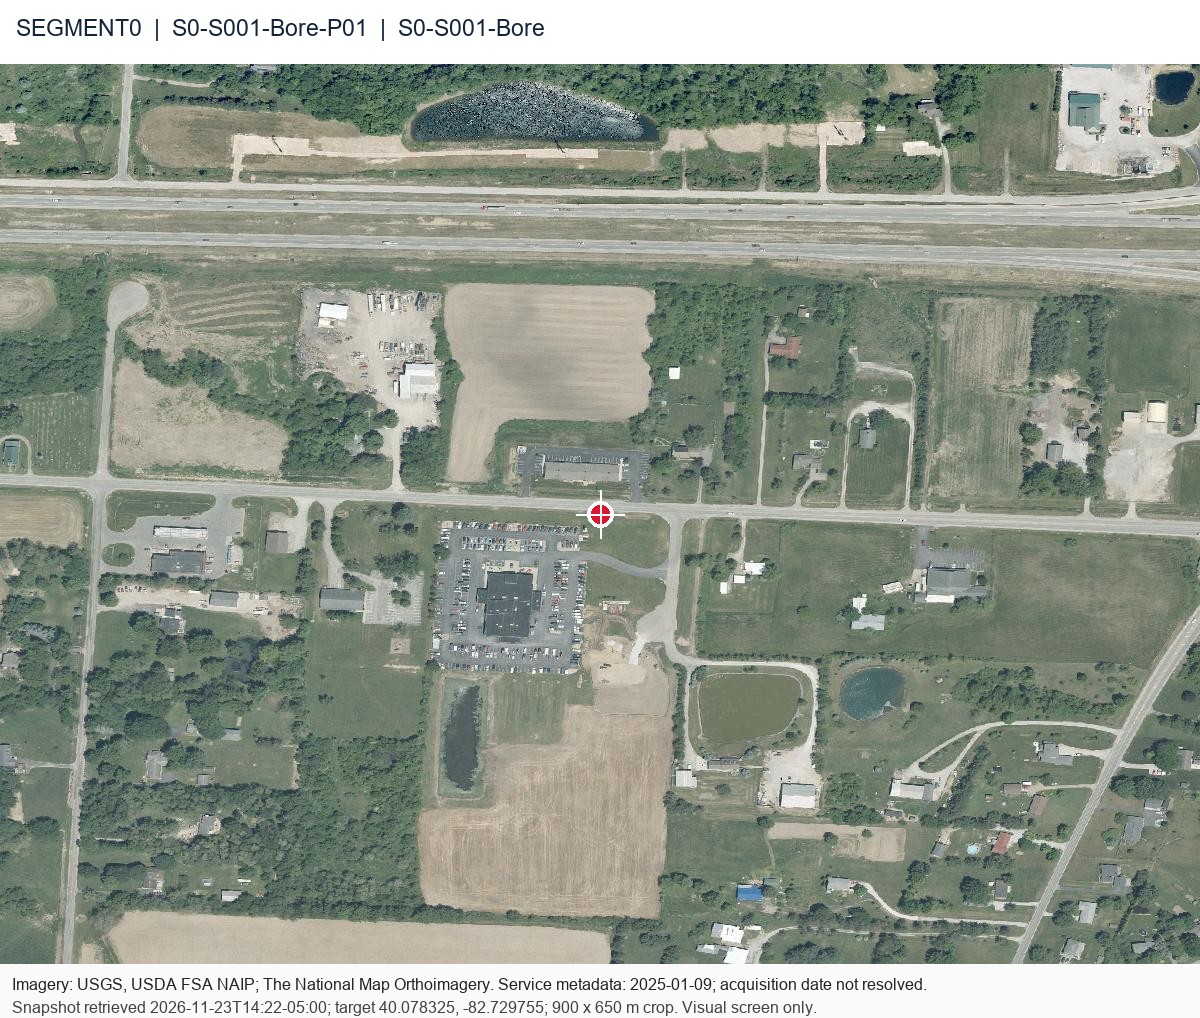 SEGMENT0 | S0-S001-Bore-P01 | S0-S001-Bore
Imagery: USGS, USDA FSA NAIP; The National Map Orthoimagery. Service metadata: 2025-01-09; acquisition date not resolved.
Snapshot retrieved 2026-11-23T14:22-05:00; target 40.078325, -82.729755; 900 x 650 m crop. Visual screen only.